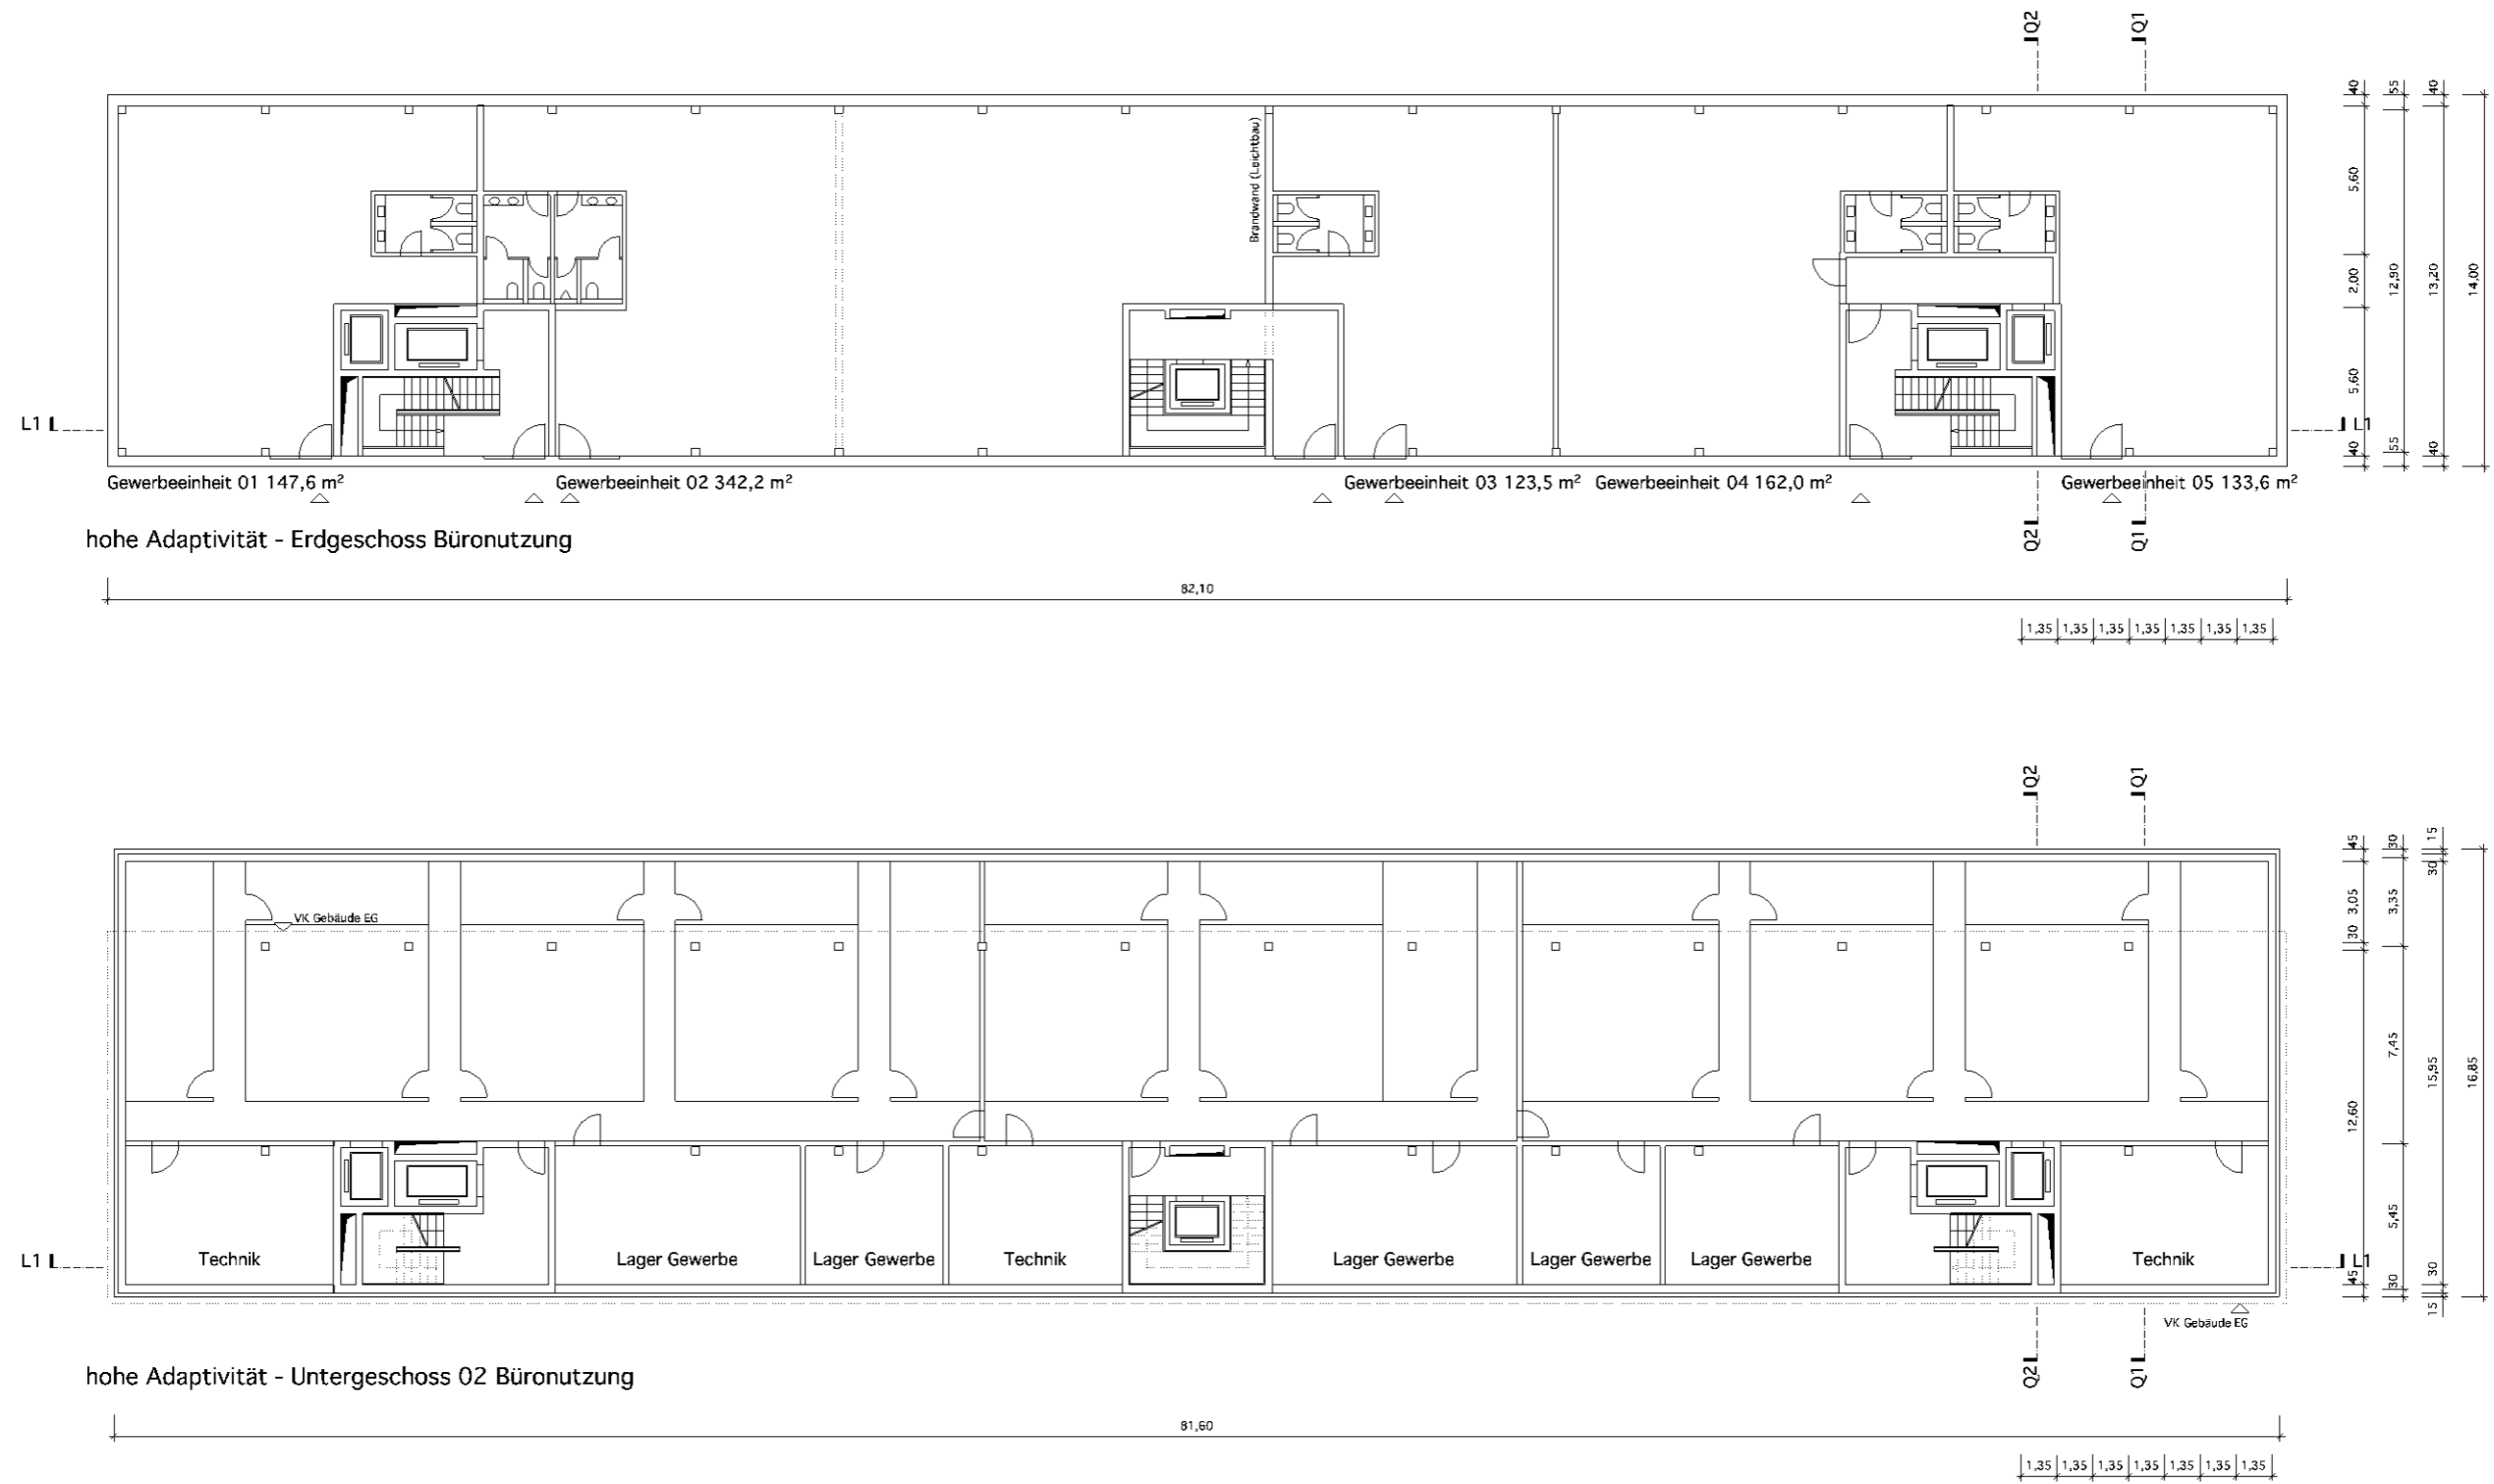 Q2
Q1
40
55
40
Brandwand (Leichtbau)
5,60
2,00
12,90
13,20
14,00
5,60
L1
L1
40
55
40
Gewerbeeinheit 01 147,6 m²
Gewerbeeinheit 02 342,2 m²
Gewerbeeinheit 03 123,5 m²
Gewerbeeinheit 04 162,0 m²
Gewerbeeinheit 05 133,6 m²
Q2
Q1
hohe Adaptivität - Erdgeschoss Büronutzung
82,10
1,35 1,35 1,35 1,35 1,35 1,35 1,35
Q2
Q1
45
30
15
30
3,05
3,35
VK Gebäude EG
30
7,45
15,95
16,85
12,60
5,45
Technik
Lager Gewerbe
Lager Gewerbe
Technik
Lager Gewerbe
Lager Gewerbe
Lager Gewerbe
Technik
L1
L1
45
30
30
15
VK Gebäude EG
Q2
Q1
hohe Adaptivität - Untergeschoss 02 Büronutzung
81,60
1,35 1,35 1,35 1,35 1,35 1,35 1,35